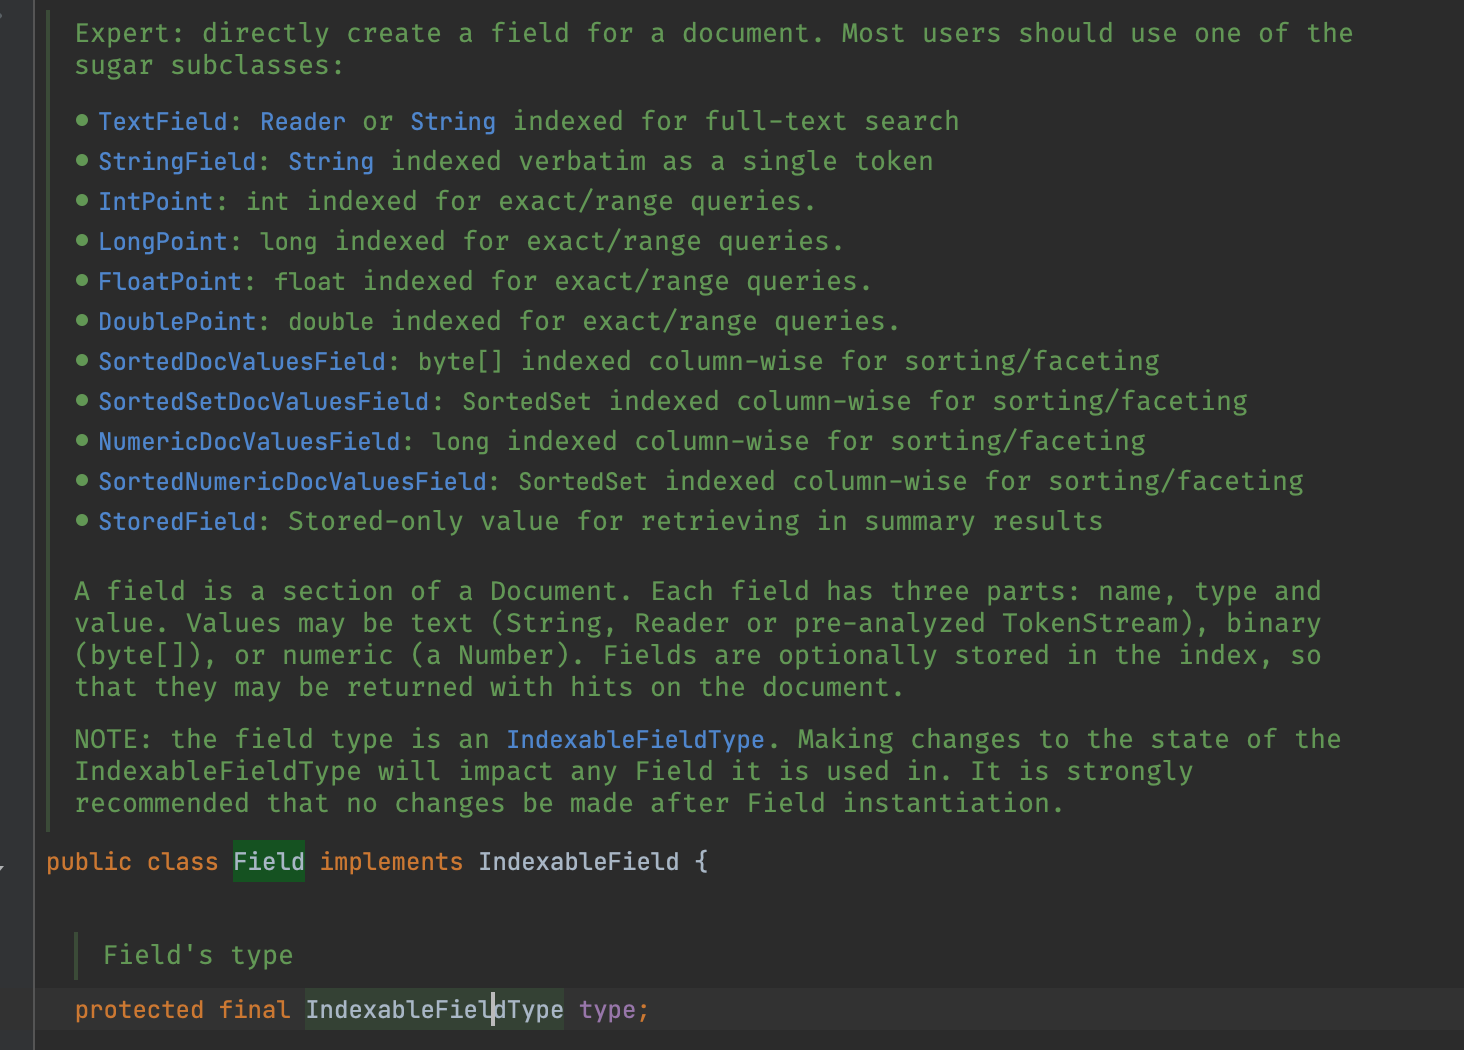 Expert: directly create a field for a document. Most users should use one of the
sugar subclasses:
TextField: Reader or String indexed for full-text search
StringField: String indexed verbatim as a single token
IntPoint: int indexed for exact/range queries.
LongPoint: long indexed for exact/range queries.
FloatPoint: float indexed for exact/range queries.
DoublePoint: double indexed for exact/range queries.
SortedDocValuesField: byte[] indexed column-wise for sorting/faceting
SortedSetDocValuesField: SortedSet indexed column-wise for sorting/faceting
NumericDocValuesField: long indexed column-wise for sorting/faceting
SortedNumericDocValuesField: SortedSet indexed column-wise for sorting/faceting
StoredField: Stored-only value for retrieving in summary results
A field is a section of a Document. Each field has three parts: name, type and
value. Values may be text (String, Reader or pre-analyzed TokenStream), binary
(byte[]), or numeric (a Number). Fields are optionally stored in the index, so
that they may be returned with hits on the document.
NOTE: the field type is an IndexableFieldType. Making changes to the state of the
IndexableFieldType will impact any Field it is used in. It is strongly
recommended that no changes be made after Field instantiation.
public class Field implements IndexableField {
Field's type
protected final IndexableFieldType type;